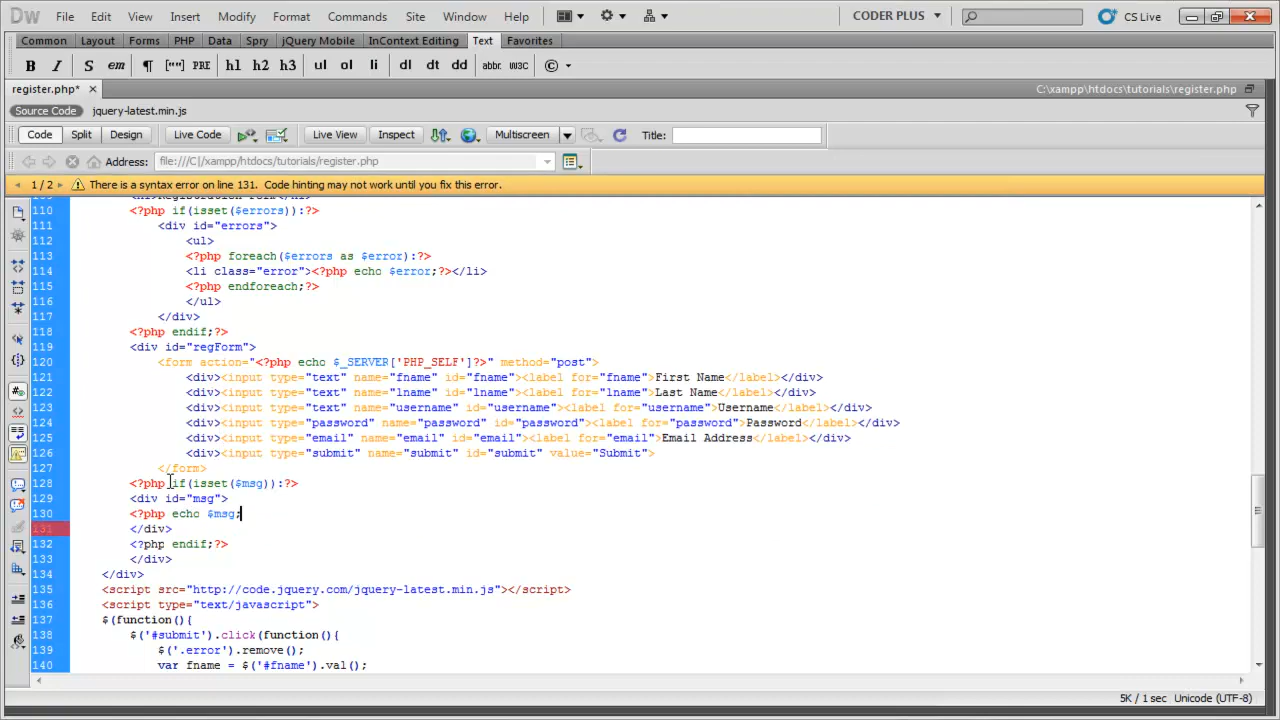 Dw File Edit View Insert Modify Format Commands Site Window Help CODER PLUS CS Live
Common Layout Forms PHP Data Spry jQuery Mobile InContext Editing Text Favorites
B I S em ¶ [""] PRE h1 h2 h3 ul ol li dl dt dd abbr. W3C ©
register.php* C:\xampp\htdocs\tutorials\register.php
Source Code jquery-latest.min.js
Code Split Design Live Code Live View Inspect Multiscreen Title:
Address: file:///C|/xampp/htdocs/tutorials/register.php
1 / 2 There is a syntax error on line 131. Code hinting may not work until you fix this error.
110 <?php if(isset($errors)):?>
111 <div id="errors">
112 <ul>
113 <?php foreach($errors as $error):?>
114 <li class="error"><?php echo $error;?></li>
115 <?php endforeach;?>
116 </ul>
117 </div>
118 <?php endif;?>
119 <div id="regForm">
120 <form action="<?php echo $_SERVER['PHP_SELF']?>" method="post">
121 <div><input type="text" name="fname" id="fname"><label for="fname">First Name</label></div>
122 <div><input type="text" name="lname" id="lname"><label for="lname">Last Name</label></div>
123 <div><input type="text" name="username" id="username"><label for="username">Username</label></div>
124 <div><input type="password" name="password" id="password"><label for="password">Password</label></div>
125 <div><input type="email" name="email" id="email"><label for="email">Email Address</label></div>
126 <div><input type="submit" name="submit" id="submit" value="Submit">
127 </form>
128 <?php if(isset($msg)):?>
129 <div id="msg">
130 <?php echo $msg;
131 </div>
132 <?php endif;?>
133 </div>
134 </div>
135 <script src="http://code.jquery.com/jquery-latest.min.js"></script>
136 <script type="text/javascript">
137 $(function(){
138 $('#submit').click(function(){
139 $('.error').remove();
140 var fname = $('#fname').val();
5K / 1 sec Unicode (UTF-8)